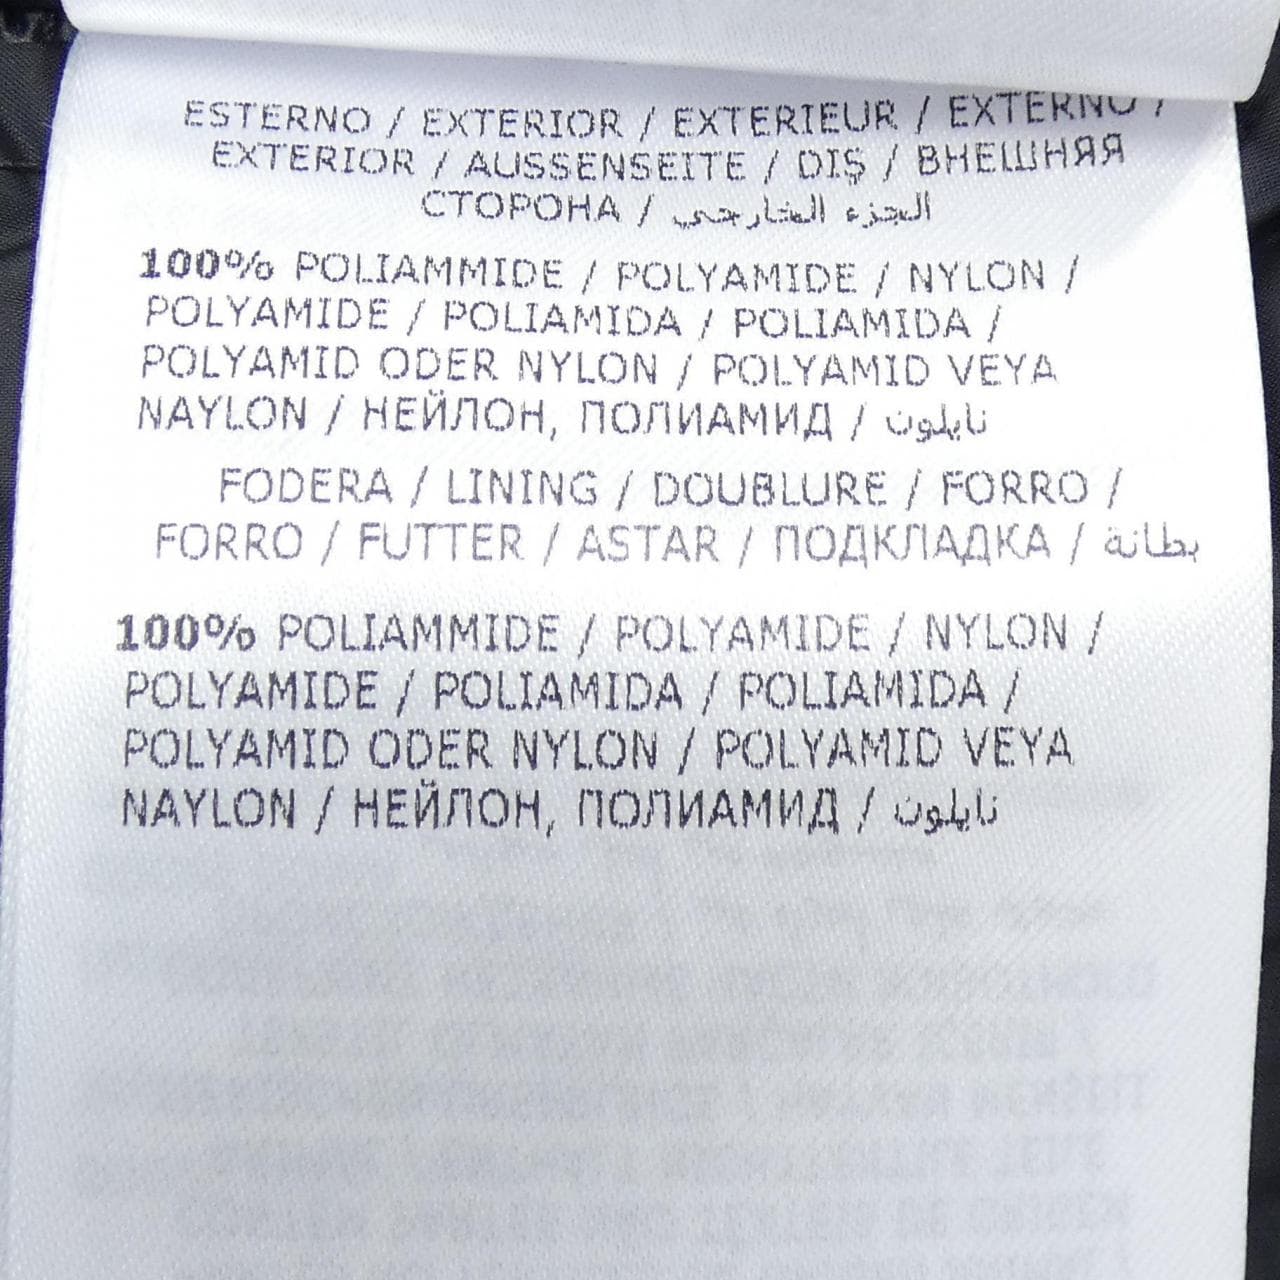 ESTERNO / EXTERIOR / EXTERIEUR / EXTERNO /
EXTERIOR / AUSSENSEITE / DIŞ / ВНЕШНЯЯ
СТОРОНА / الجزء الخارجي
100% POLIAMMIDE / POLYAMIDE / NYLON /
POLYAMIDE / POLIAMIDA / POLIAMIDA /
POLYAMID ODER NYLON / POLYAMID VEYA
NAYLON / НЕЙЛОН, ПОЛИАМИД / نايلون
FODERA / LINING / DOUBLURE / FORRO /
FORRO / FUTTER / ASTAR / ПОДКЛАДКА / بطانة
100% POLIAMMIDE / POLYAMIDE / NYLON /
POLYAMIDE / POLIAMIDA / POLIAMIDA /
POLYAMID ODER NYLON / POLYAMID VEYA
NAYLON / НЕЙЛОН, ПОЛИАМИД / نايلون